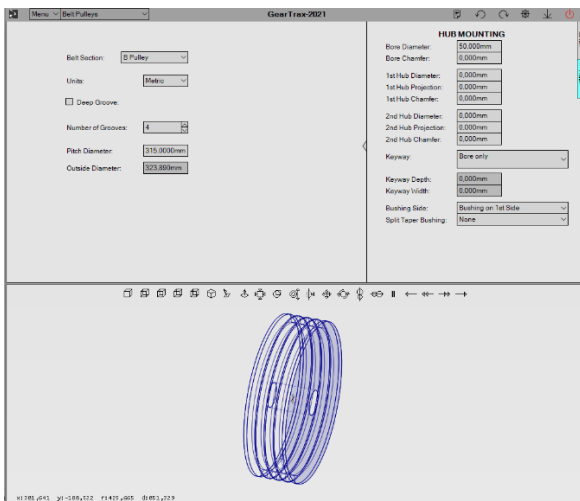 Menu Belt Pulleys GearTrax-2021
HUB MOUNTING
Belt Section: B Pulley
Units: Metric
Deep Groove:
Number of Grooves: 4
Pitch Diameter: 315.0000mm
Outside Diameter: 323,890mm
Bore Diameter: 50,000mm
Bore Chamfer: 0,000mm
1st Hub Diameter: 0,000mm
1st Hub Projection: 0,000mm
1st Hub Chamfer: 0,000mm
2nd Hub Diameter: 0,000mm
2nd Hub Projection: 0,000mm
2nd Hub Chamfer: 0,000mm
Keyway: Bore only
Keyway Depth: 0,000mm
Keyway Width: 0,000mm
Bushing Side: Bushing on 1st Side
Split Taper Bushing: None